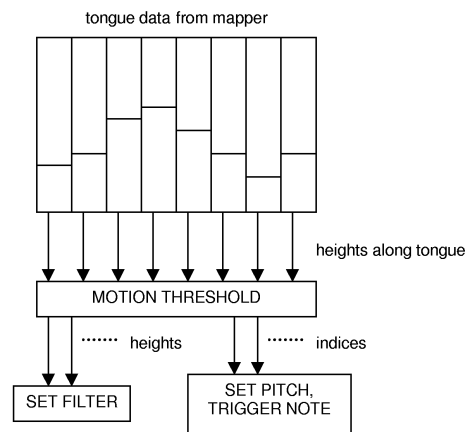 tongue data from mapper
heights along tongue
MOTION THRESHOLD
........ heights
........ indices
SET FILTER
SET PITCH,
TRIGGER NOTE